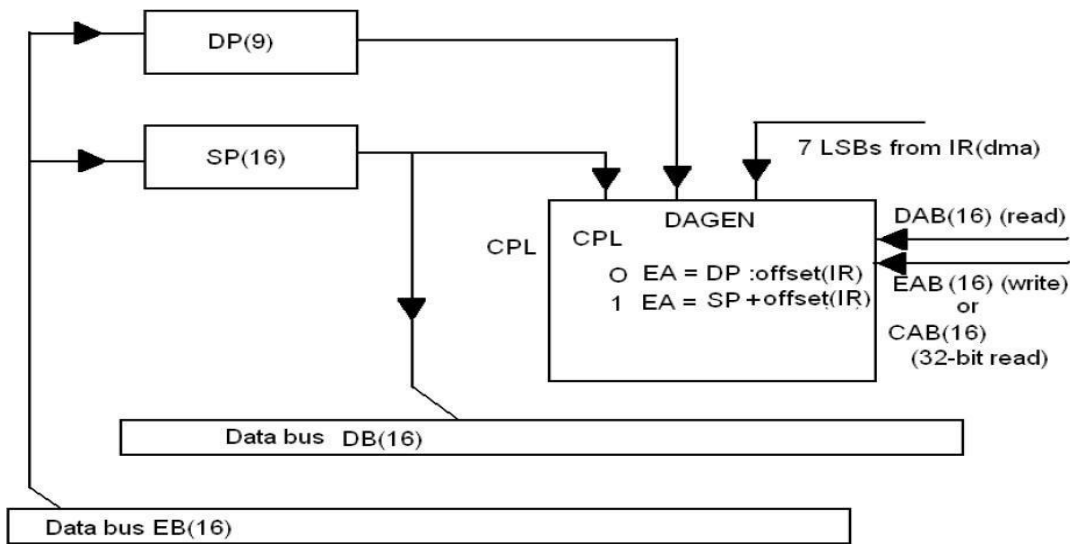 DP(9)
SP(16)
7 LSBs from IR(dma)
DAGEN
DAB(16) (read)
CPL
CPL
O EA = DP :offset(IR)
1 EA = SP +offset(IR)
EAB (16) (write)
or
CAB(16)
(32-bit read)
Data bus DB(16)
Data bus EB(16)